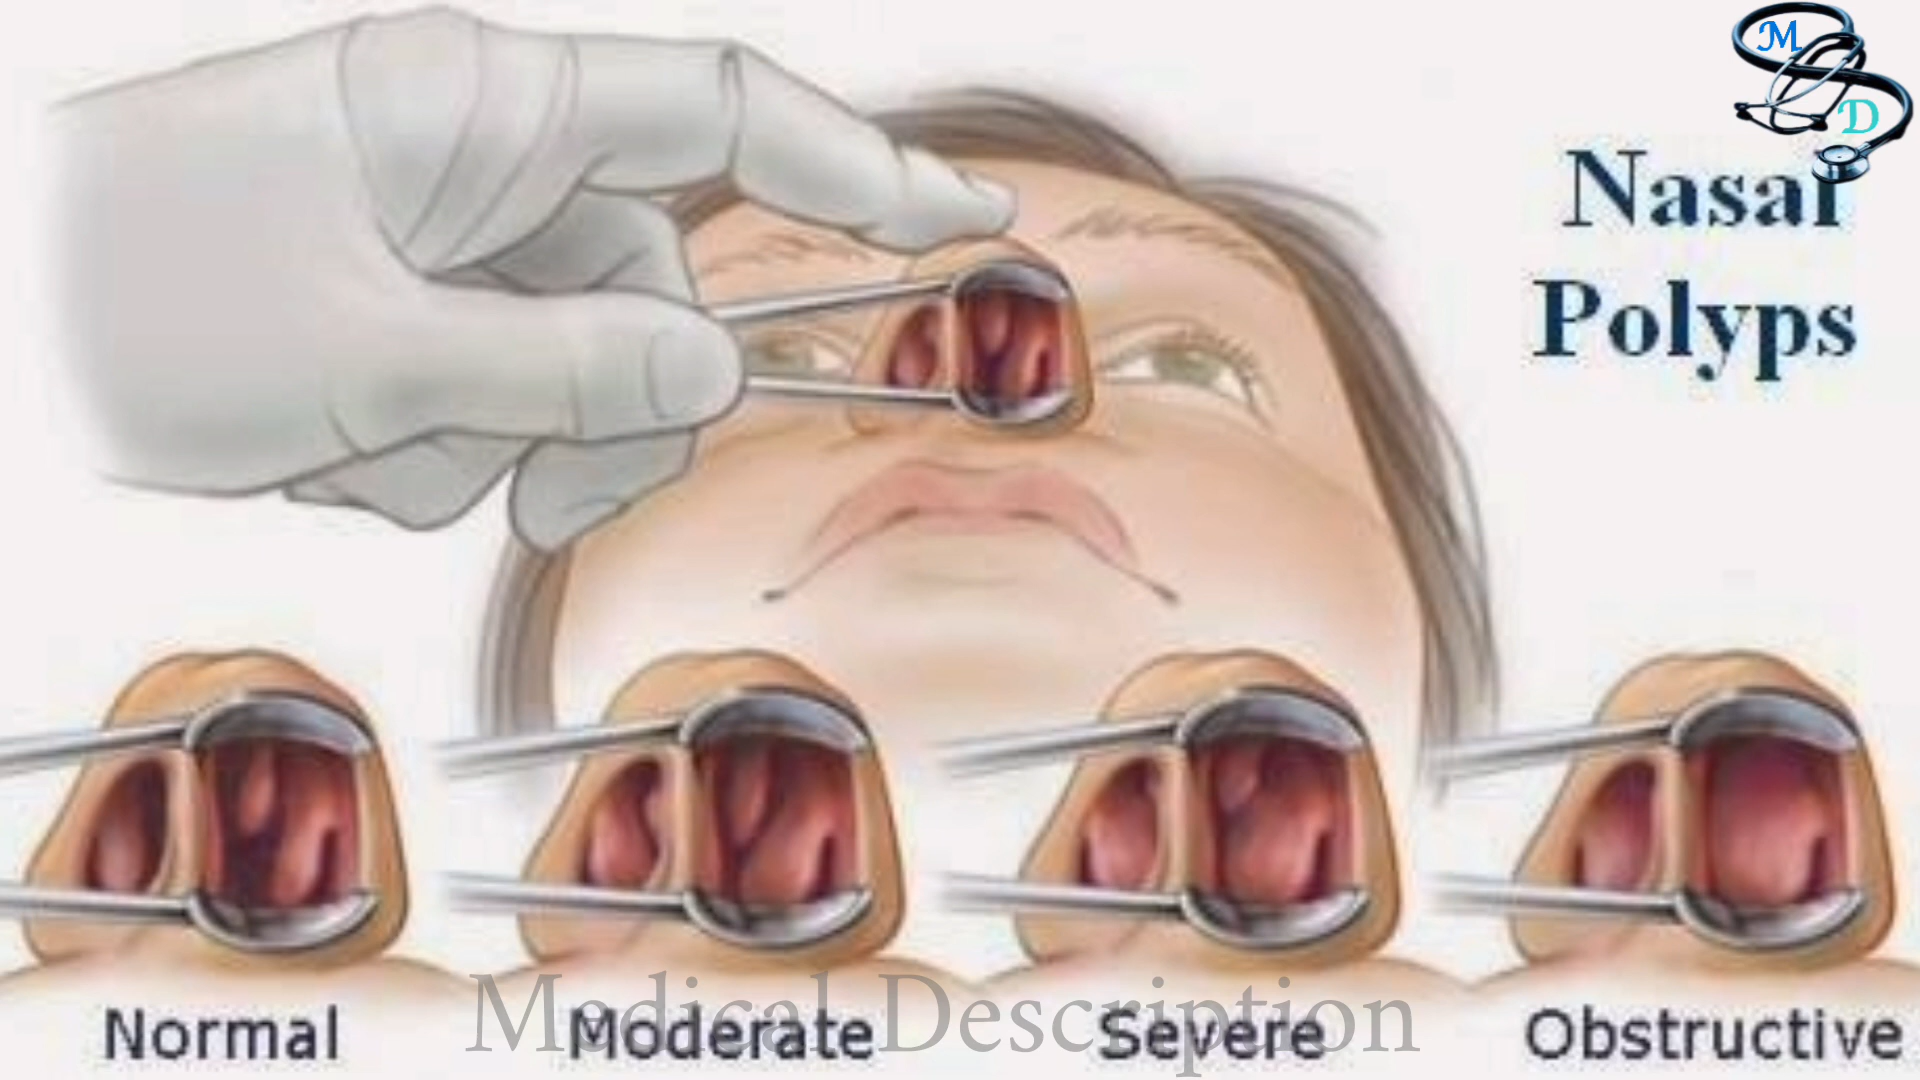 M
D
Nasal
Polyps
Normal
Moderate
Severe
Obstructive
Medical Description